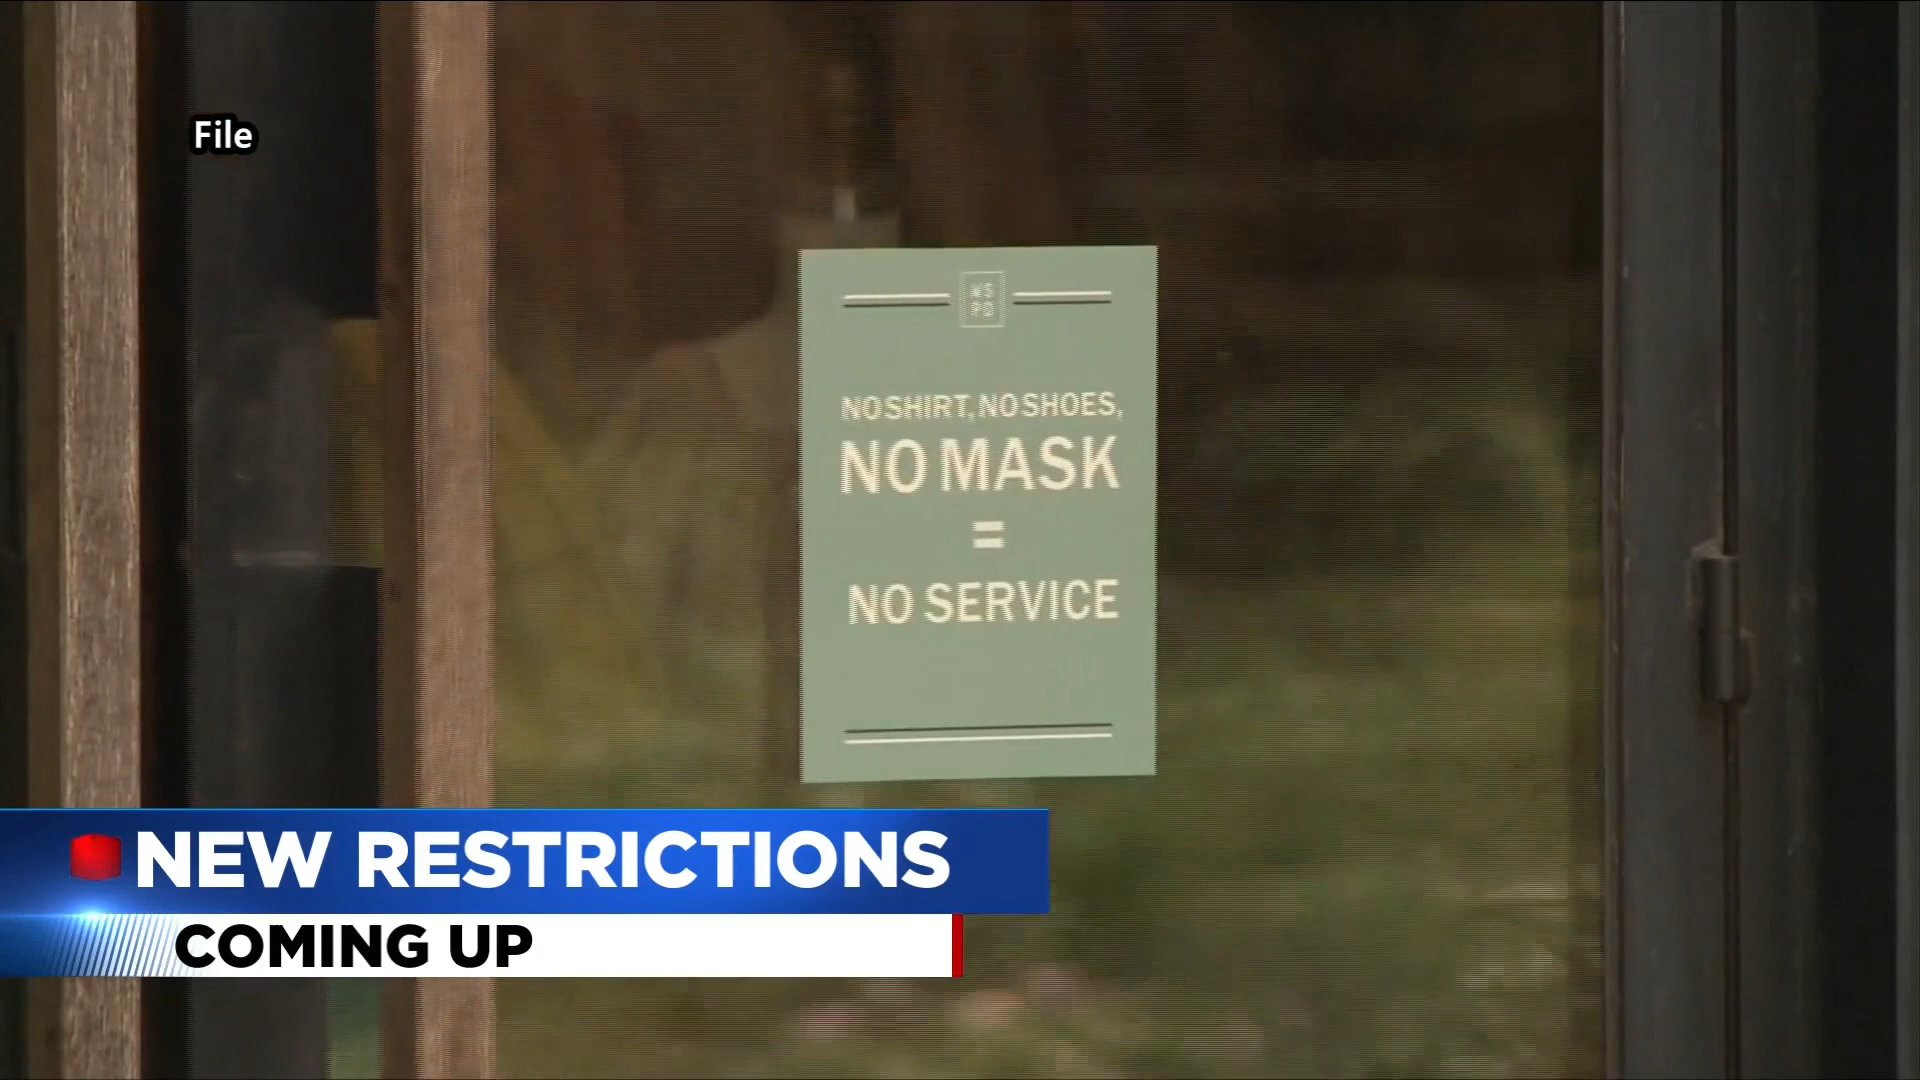 File
NO SHIRT, NO SHOES,
NO MASK
=
NO SERVICE
NEW RESTRICTIONS
COMING UP